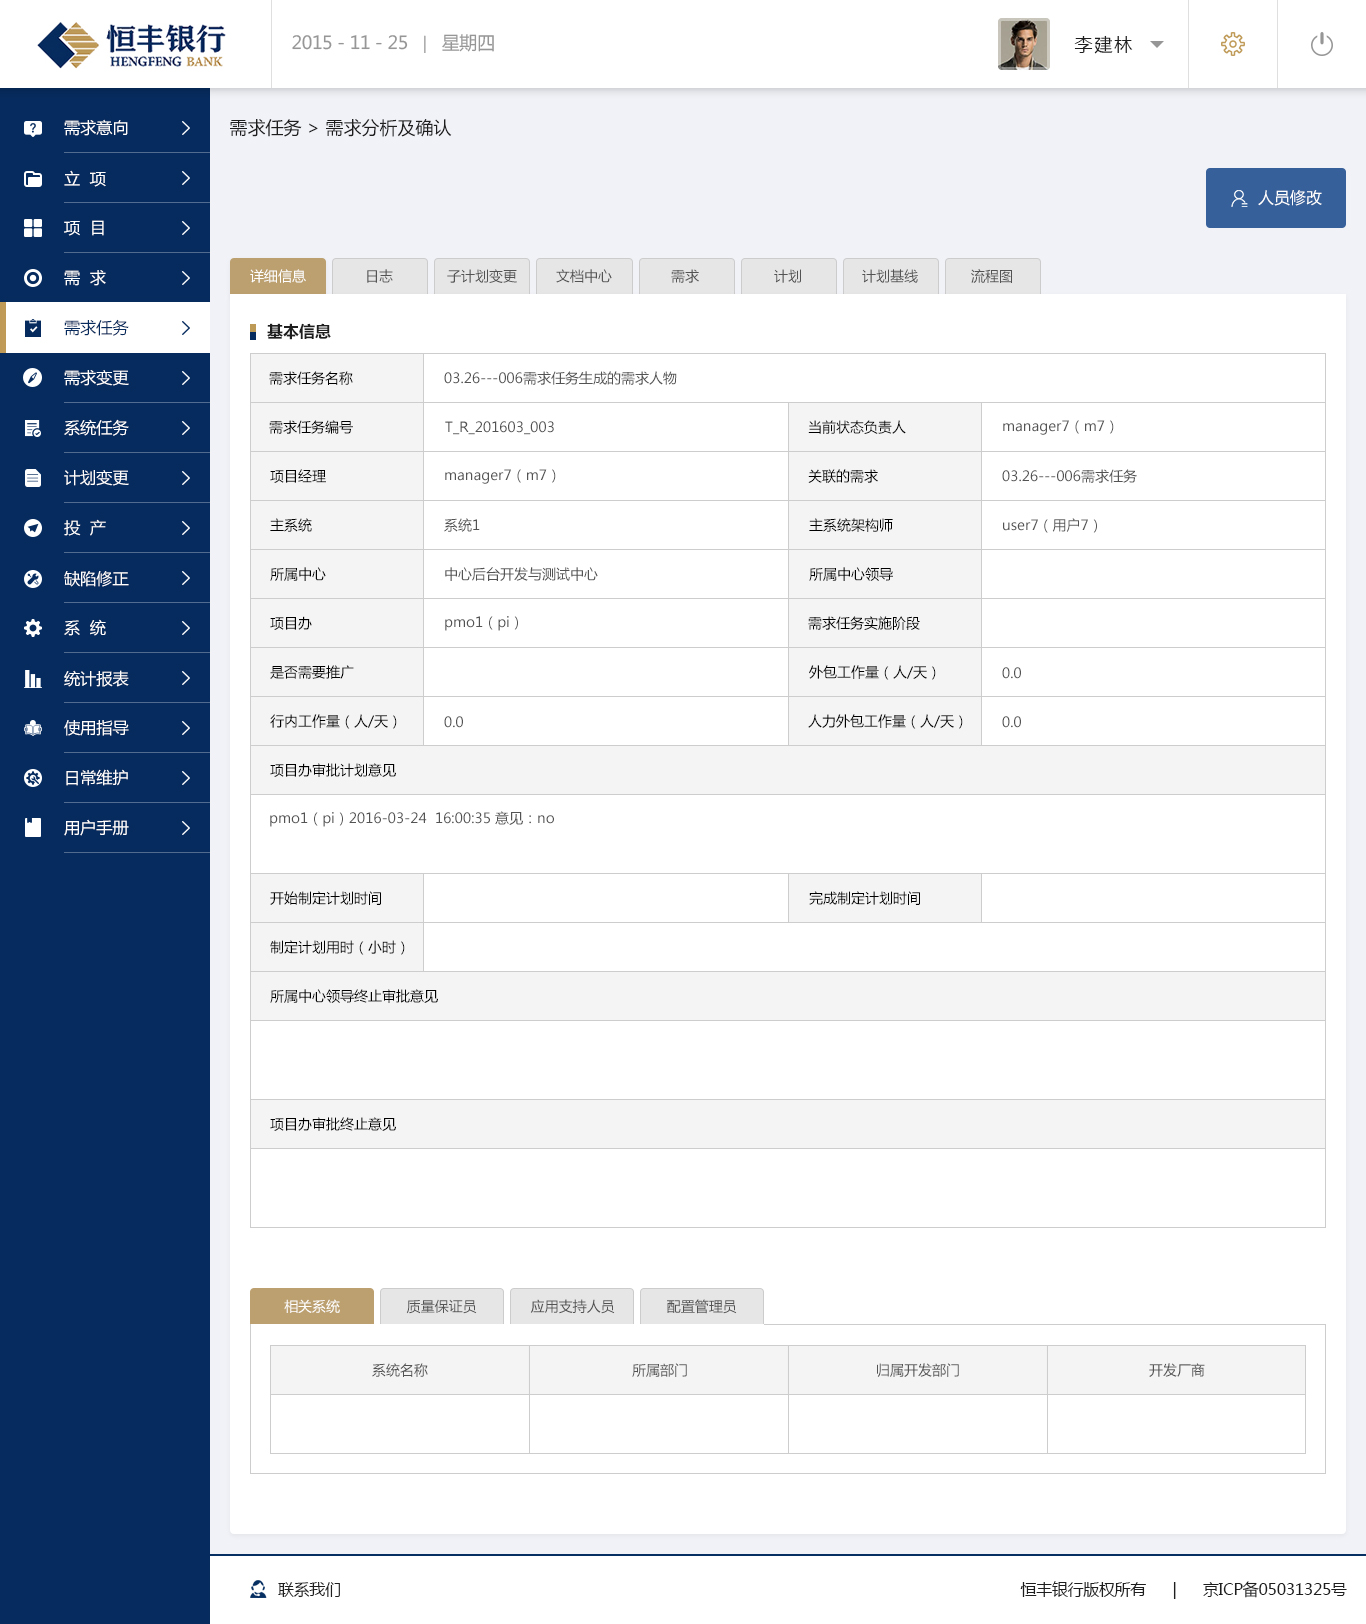 恒丰银行
HENGFENG BANK
2015 - 11 - 25 | 星期四
李建林
需求意向
立 项
项 目
需 求
需求任务
需求变更
系统任务
计划变更
投 产
缺陷修正
系 统
统计报表
使用指导
日常维护
用户手册
需求任务 > 需求分析及确认
人员修改
详细信息 日志 子计划变更 文档中心 需求 计划 计划基线 流程图
基本信息
需求任务名称 03.26---006需求任务生成的需求人物
需求任务编号 T_R_201603_003 当前状态负责人 manager7（m7）
项目经理 manager7（m7） 关联的需求 03.26---006需求任务
主系统 系统1 主系统架构师 user7（用户7）
所属中心 中心后台开发与测试中心 所属中心领导
项目办 pmo1（pi） 需求任务实施阶段
是否需要推广 外包工作量（人/天） 0.0
行内工作量（人/天） 0.0 人力外包工作量（人/天） 0.0
项目办审批计划意见
pmo1（pi）2016-03-24 16:00:35 意见：no
开始制定计划时间 完成制定计划时间
制定计划用时（小时）
所属中心领导终止审批意见
项目办审批终止意见
相关系统 质量保证员 应用支持人员 配置管理员
系统名称 所属部门 归属开发部门 开发厂商
联系我们 恒丰银行版权所有 | 京ICP备05031325号